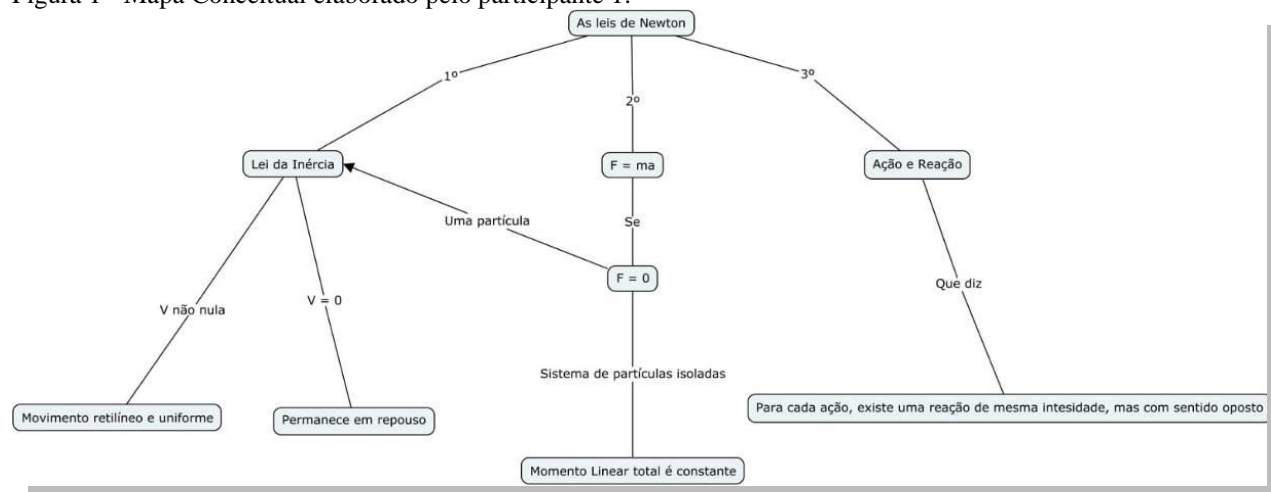 Figura 1 - Mapa Conceitual elaborado pelo participante 1.
As leis de Newton
1º
2º
3º
Lei da Inércia
F = ma
Ação e Reação
Uma partícula
Se
F = 0
Que diz
V não nula
V = 0
Sistema de partículas isoladas
Movimento retilíneo e uniforme
Permanece em repouso
Para cada ação, existe uma reação de mesma intesidade, mas com sentido oposto
Momento Linear total é constante